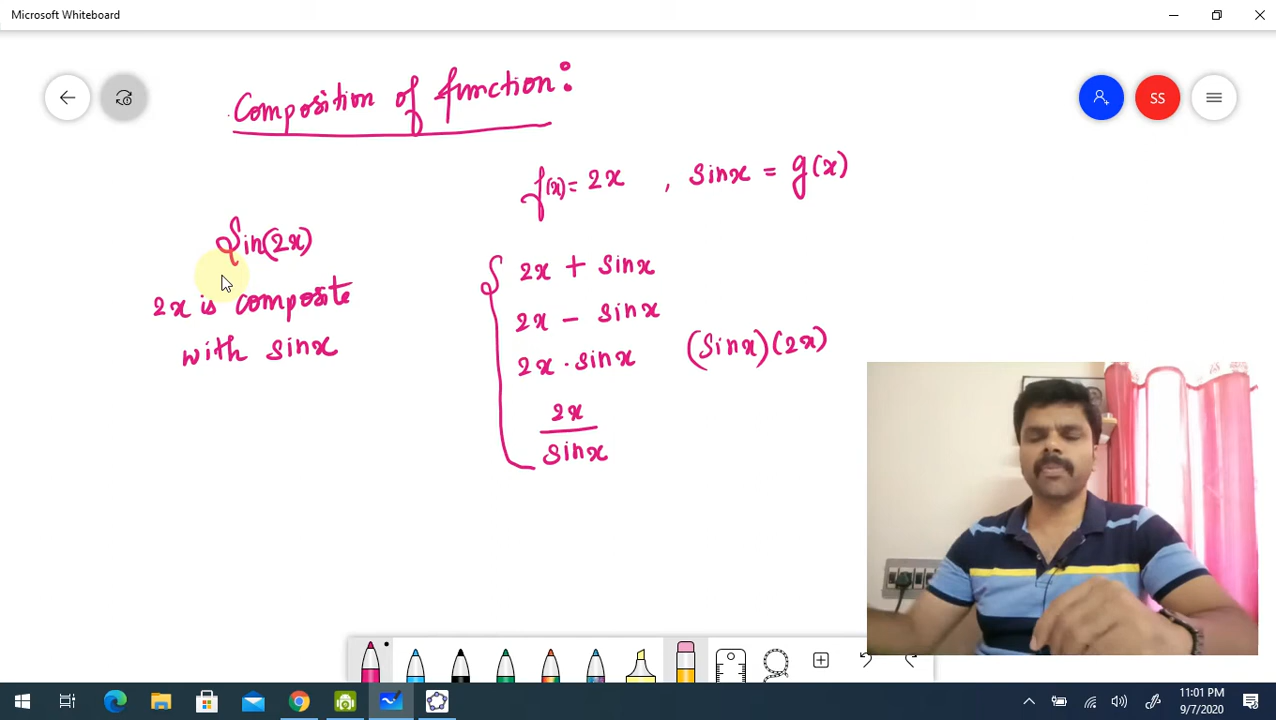 Microsoft Whiteboard
SS
Composition of function:
f(x) = 2x , sinx = g(x)
Sin(2x)
2x is composite
with sinx
2x + sinx
2x - sinx
2x · sinx (Sinx)(2x)
2x
sinx
11:01 PM
9/7/2020